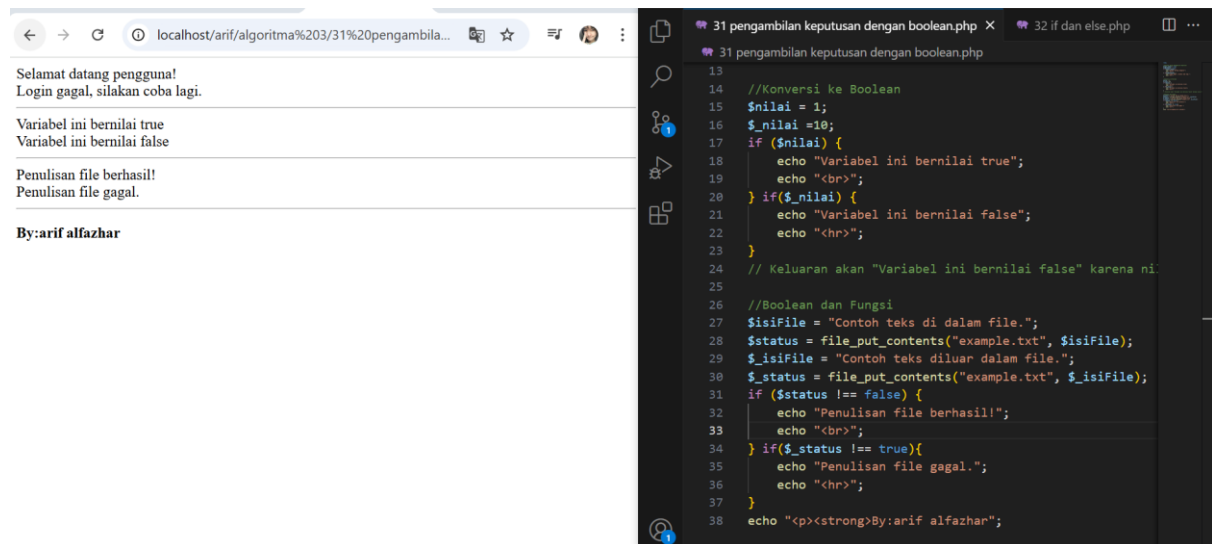 localhost/arif/algoritma%203/31%20pengambila...
Selamat datang pengguna!
Login gagal, silakan coba lagi.
Variabel ini bernilai true
Variabel ini bernilai false
Penulisan file berhasil!
Penulisan file gagal.
By:arif alfazhar
31 pengambilan keputusan dengan boolean.php
32 if dan else.php
31 pengambilan keputusan dengan boolean.php
13
14 //Konversi ke Boolean
15 $nilai = 1;
16 $_nilai =10;
17 if ($nilai) {
18 echo "Variabel ini bernilai true";
19 echo "<br>";
20 } if($_nilai) {
21 echo "Variabel ini bernilai false";
22 echo "<hr>";
23 }
24 // Keluaran akan "Variabel ini bernilai false" karena ni
25
26 //Boolean dan Fungsi
27 $isiFile = "Contoh teks di dalam file.";
28 $status = file_put_contents("example.txt", $isiFile);
29 $_isiFile = "Contoh teks diluar dalam file.";
30 $_status = file_put_contents("example.txt", $_isiFile);
31 if ($status !== false) {
32 echo "Penulisan file berhasil!";
33 echo "<br>";
34 } if($_status !== true){
35 echo "Penulisan file gagal.";
36 echo "<hr>";
37 }
38 echo "<p><strong>By:arif alfazhar";
1
1